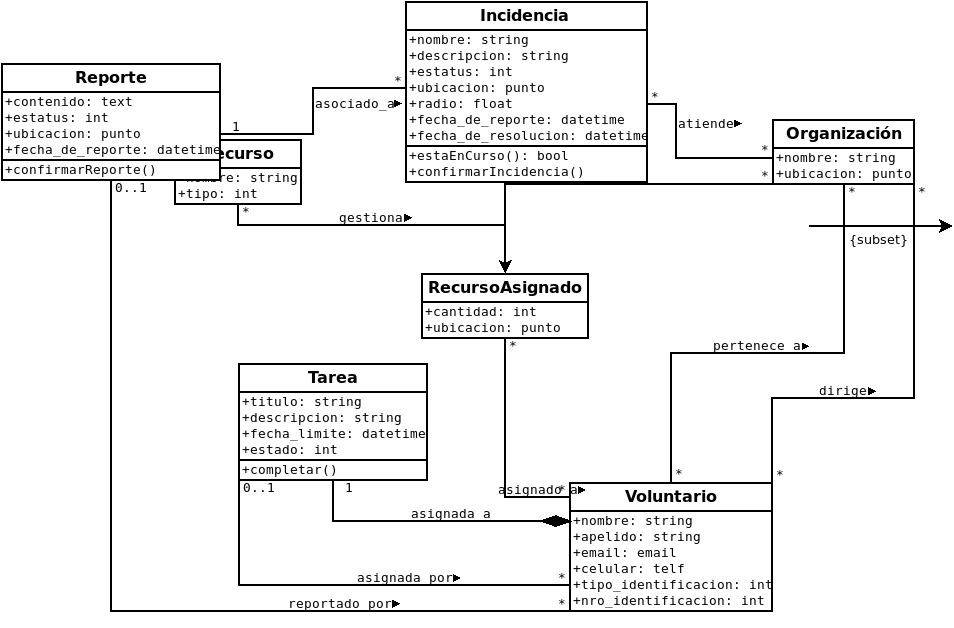 Incidencia
+nombre: string
+descripcion: string
+estatus: int
+ubicacion: punto
+radio: float
+fecha_de_reporte: datetime
+fecha_de_resolucion: datetime
+estaEnCurso(): bool
+confirmarIncidencia()
Reporte
+contenido: text
+estatus: int
+ubicacion: punto
+fecha_de_reporte: datetime
+confirmarReporte()
ecurso
nombre: string
+tipo: int
1
*
asociado_a
0..1
*
gestiona
*
atiende
*
*
Organización
+nombre: string
+ubicacion: punto
*
*
{subset}
RecursoAsignado
+cantidad: int
+ubicacion: punto
*
pertenece a
dirige
Tarea
+titulo: string
+descripcion: string
+fecha_limite: datetime
+estado: int
+completar()
0..1
1
*
*
asignado a
*
asignada a
Voluntario
+nombre: string
+apelido: string
+email: email
+celular: telf
+tipo_identificacion: int
+nro_identificacion: int
asignada por
*
reportado por
*